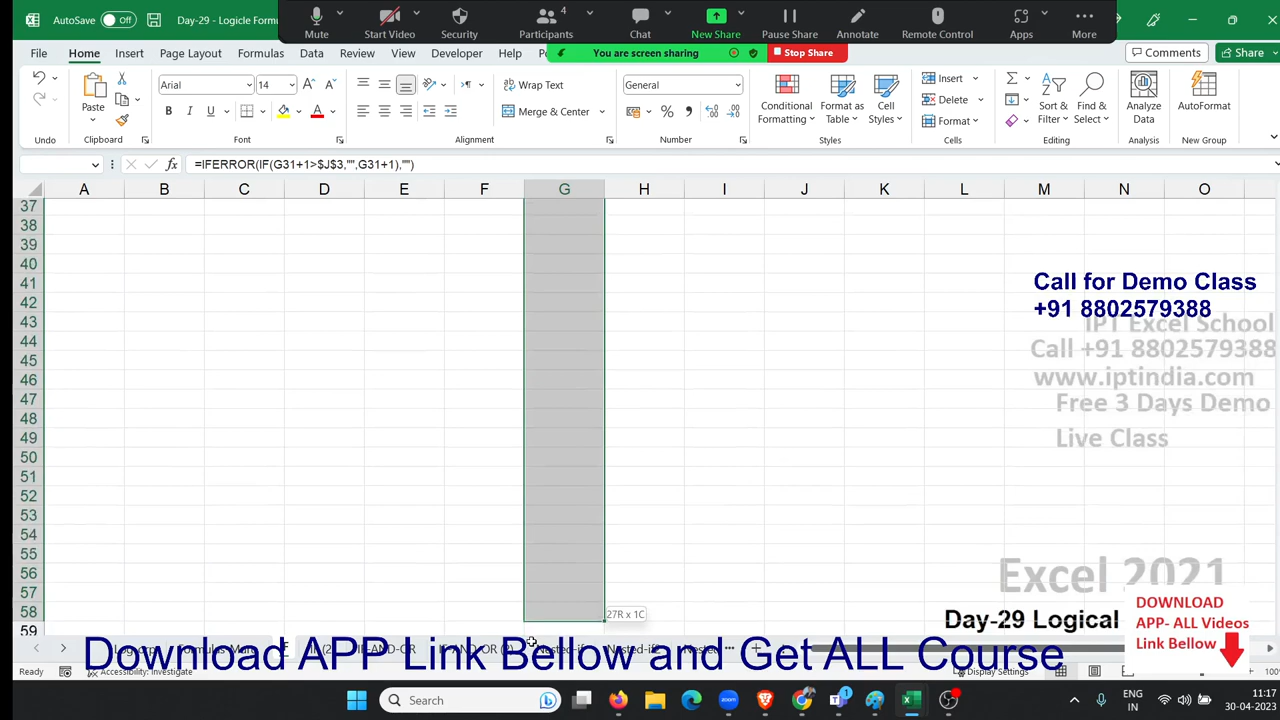 AutoSave Off Day-29 - Logicle Formu
Mute Start Video Security Participants 4 Chat New Share Pause Share Annotate Remote Control Apps More
You are screen sharing Stop Share
File Home Insert Page Layout Formulas Data Review View Developer Help Comments Share
Arial 14 Wrap Text General Insert
Paste Merge & Center Conditional Formatting Format as Table Cell Styles Delete Sort & Filter Find & Select Analyze Data AutoFormat
Format
Undo Clipboard Font Alignment Number Styles Cells Editing Analysis AutoFormat
=IFERROR(IF(G31+1>$J$3,"",G31+1),"")
A B C D E F G H I J K L M N O
37
38
39
40
41
42
43
44
45
46
47
48
49
50
51
52
53
54
55
56
57
58
59
Call for Demo Class
+91 8802579388
IPT Excel School
Call +91 8802579388
www.iptindia.com
Free 3 Days Demo
Live Class
Excel 2021
Day-29 Logical
DOWNLOAD
APP- ALL Videos
Link Bellow
27R x 1C
Download APP Link Bellow and Get ALL Course
Ready Accessibility: Investigate Display Settings 100
Search
ENG
IN
11:17
30-04-2023